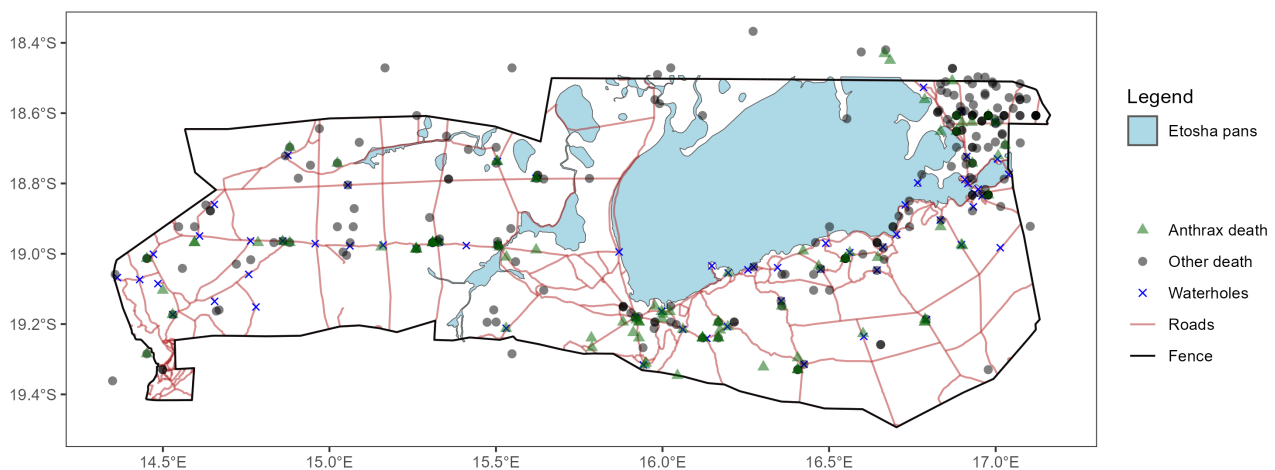 18.4°S
18.6°S
18.8°S
19.0°S
19.2°S
19.4°S
14.5°E
15.0°E
15.5°E
16.0°E
16.5°E
17.0°E
Legend
Etosha pans
Anthrax death
Other death
Waterholes
Roads
Fence